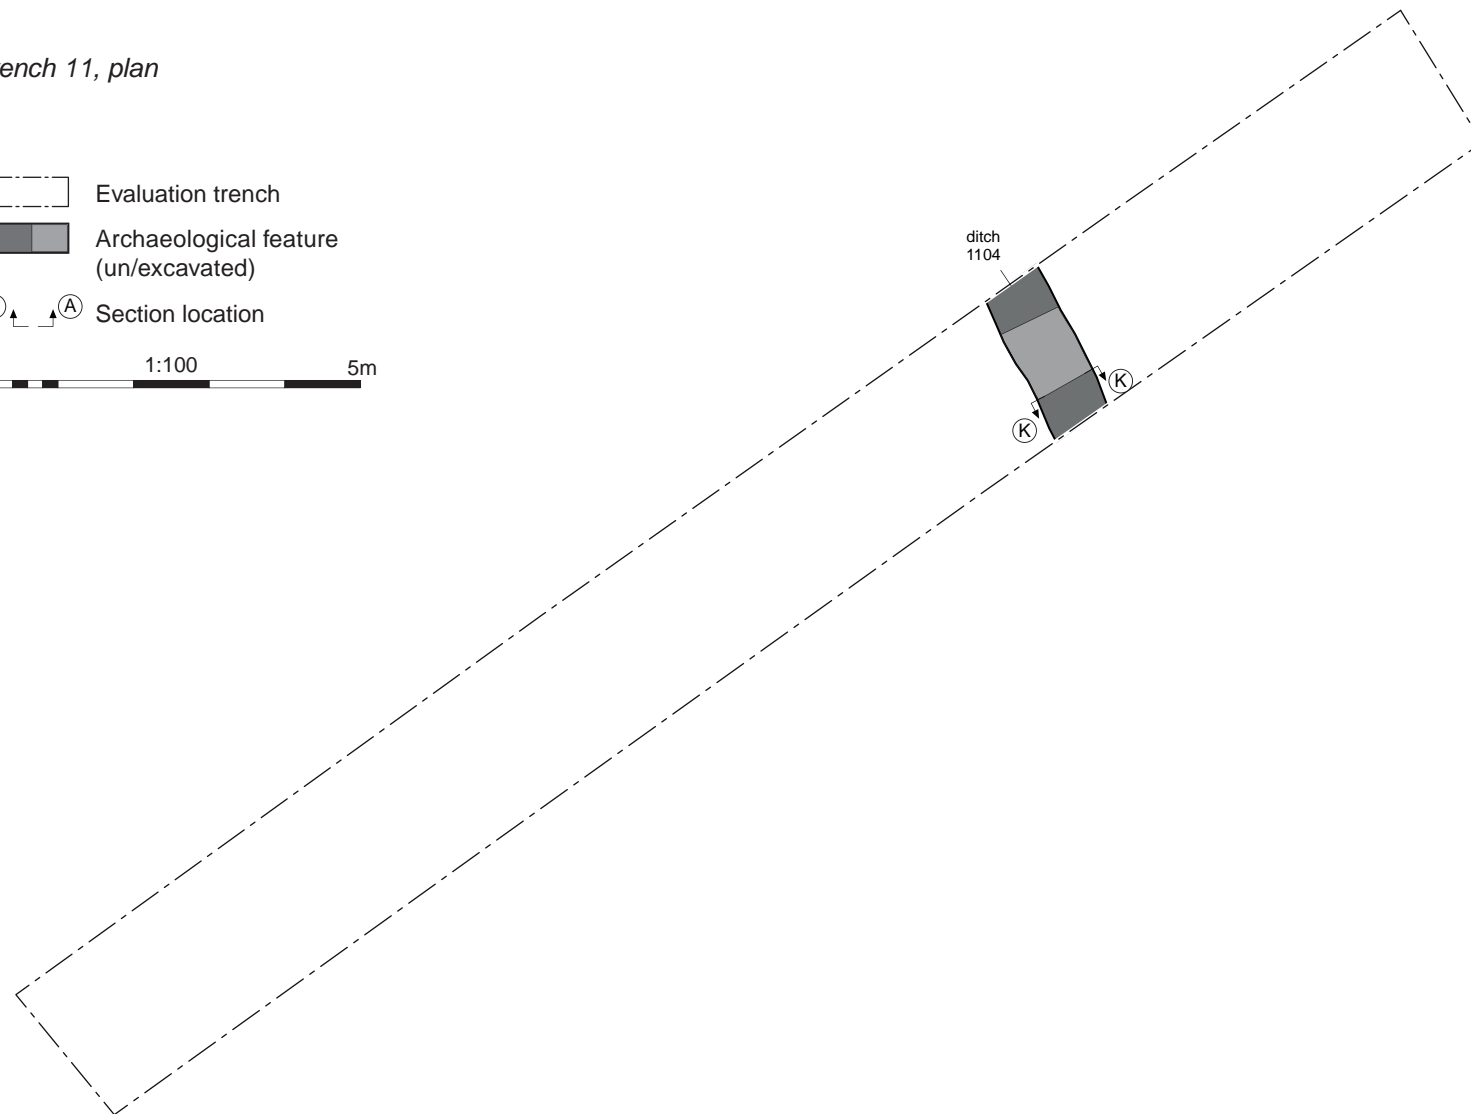 ench 11, plan
Evaluation trench
Archaeological feature
(un/excavated)
A Section location
1:100 5m
ditch
1104
K
K